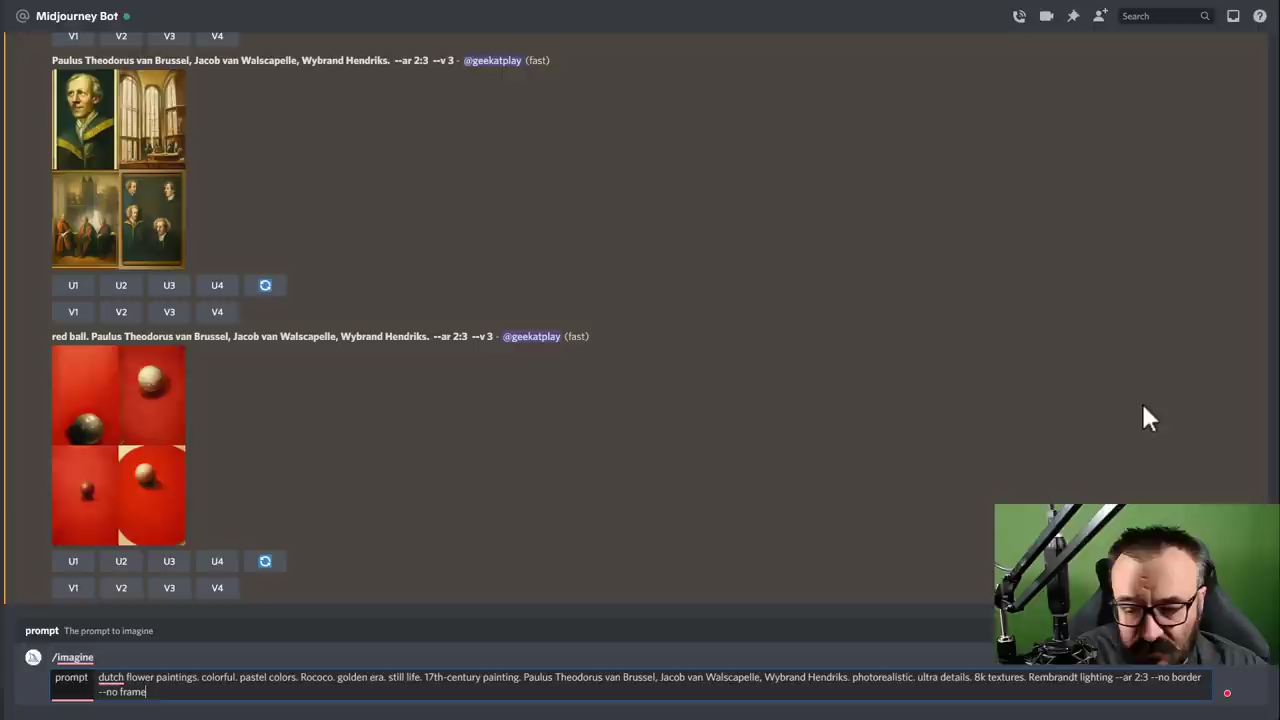 Midjourney Bot
Search
V1 V2 V3 V4
Paulus Theodorus van Brussel, Jacob van Walscapelle, Wybrand Hendriks. --ar 2:3 --v 3 - @geekatplay (fast)
U1 U2 U3 U4
V1 V2 V3 V4
red ball. Paulus Theodorus van Brussel, Jacob van Walscapelle, Wybrand Hendriks. --ar 2:3 --v 3 - @geekatplay (fast)
U1 U2 U3 U4
V1 V2 V3 V4
prompt The prompt to imagine
/imagine
prompt dutch flower paintings. colorful. pastel colors. Rococo. golden era. still life. 17th-century painting. Paulus Theodorus van Brussel, Jacob van Walscapelle, Wybrand Hendriks. photorealistic. ultra details. 8k textures. Rembrandt lighting --ar 2:3 --no border
--no frame